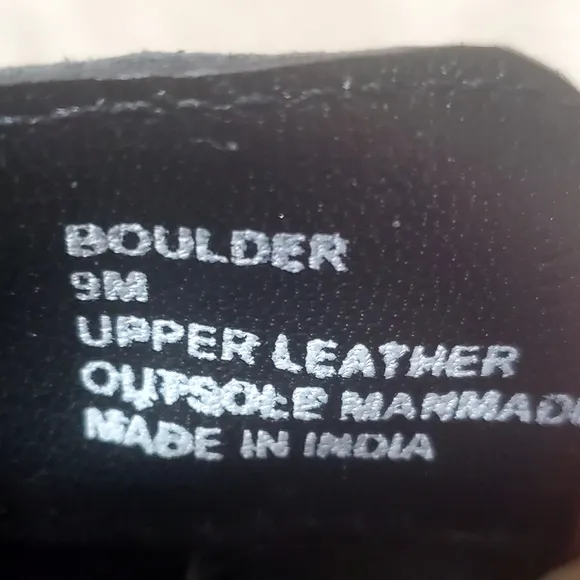 BOULDER
9M
UPPER LEATHER
OUTSOLE MANMADE
MADE IN INDIA